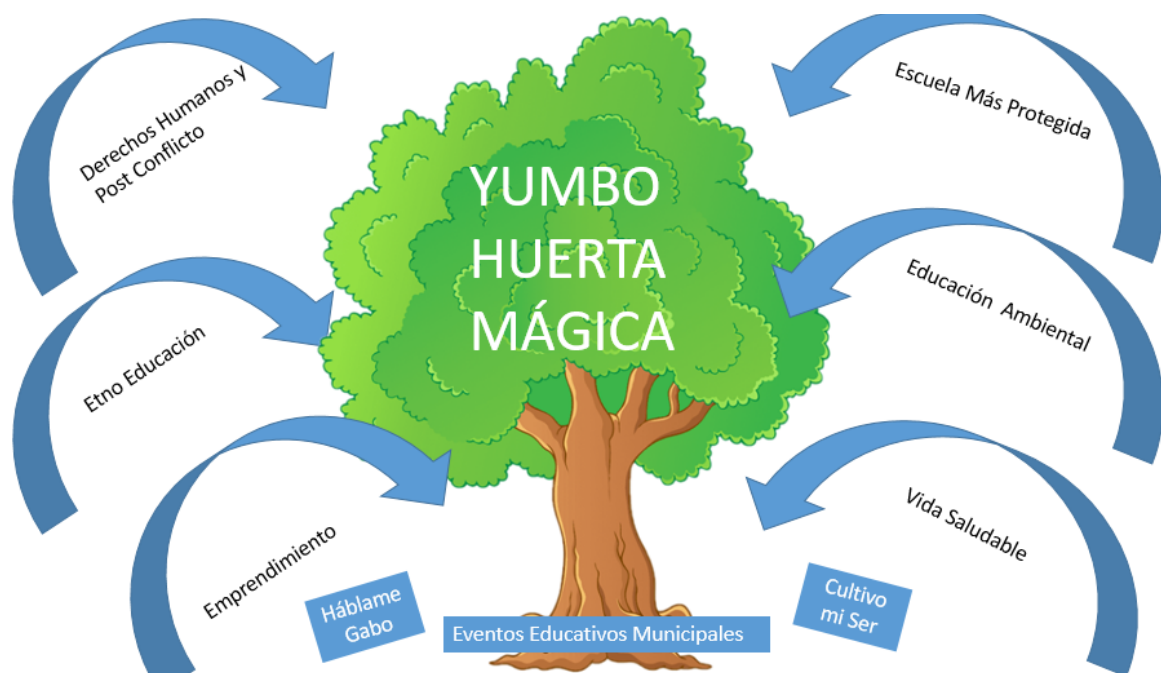 Derechos Humanos y
Post Conflicto
Etno Educación
Emprendimiento
YUMBO
HUERTA
MÁGICA
Escuela Más Protegida
Educación Ambiental
Vida Saludable
Háblame
Gabo
Eventos Educativos Municipales
Cultivo
mi Ser